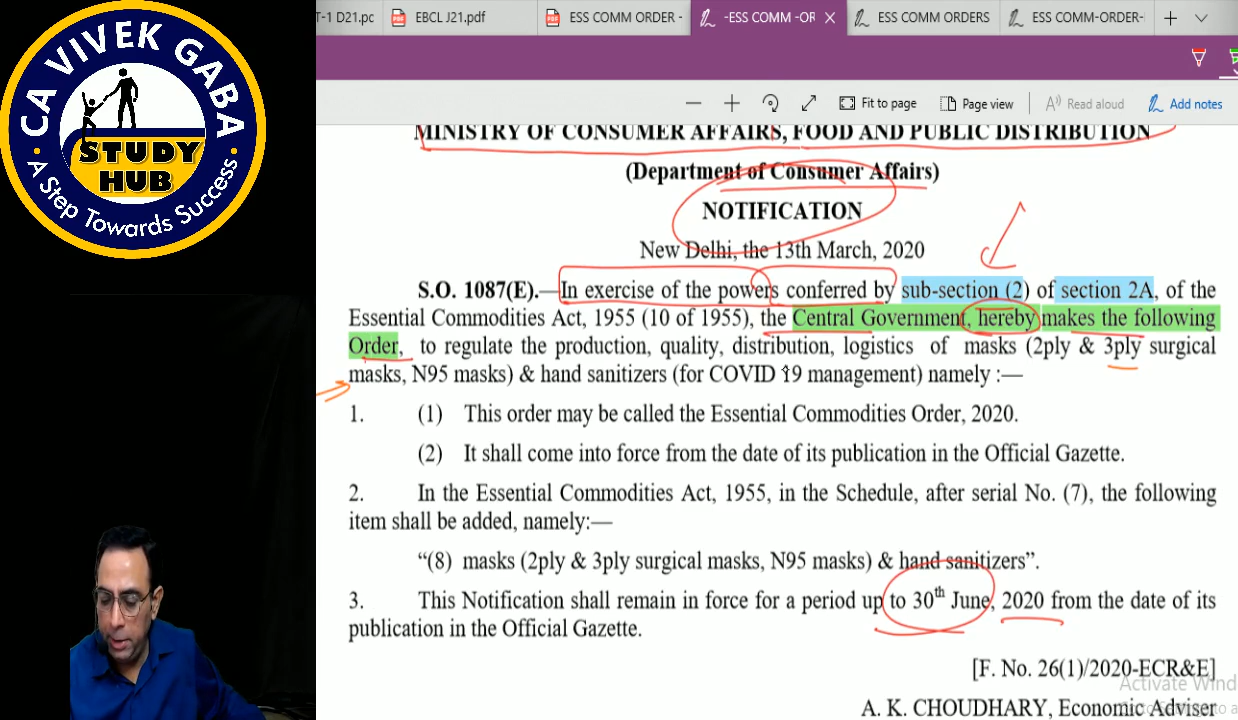 CA VIVEK GABA
STUDY
HUB
A Step Towards Success
T-1 D21.pc
EBCL J21.pdf
ESS COMM ORDER -
-ESS COMM -OR
ESS COMM ORDERS
ESS COMM-ORDER-
Fit to page
Page view
Read aloud
Add notes
MINISTRY OF CONSUMER AFFAIRS, FOOD AND PUBLIC DISTRIBUTION
(Department of Consumer Affairs)
NOTIFICATION
New Delhi, the 13th March, 2020
S.O. 1087(E).—In exercise of the powers conferred by sub-section (2) of section 2A, of the
Essential Commodities Act, 1955 (10 of 1955), the Central Government, hereby makes the following
Order, to regulate the production, quality, distribution, logistics of masks (2ply & 3ply surgical
masks, N95 masks) & hand sanitizers (for COVID 19 management) namely :—
1. (1) This order may be called the Essential Commodities Order, 2020.
(2) It shall come into force from the date of its publication in the Official Gazette.
2. In the Essential Commodities Act, 1955, in the Schedule, after serial No. (7), the following
item shall be added, namely:—
“(8) masks (2ply & 3ply surgical masks, N95 masks) & hand sanitizers”.
3. This Notification shall remain in force for a period up to 30th June, 2020 from the date of its
publication in the Official Gazette.
[F. No. 26(1)/2020-ECR&E]
Activate Wind
A. K. CHOUDHARY, Economic Adviser